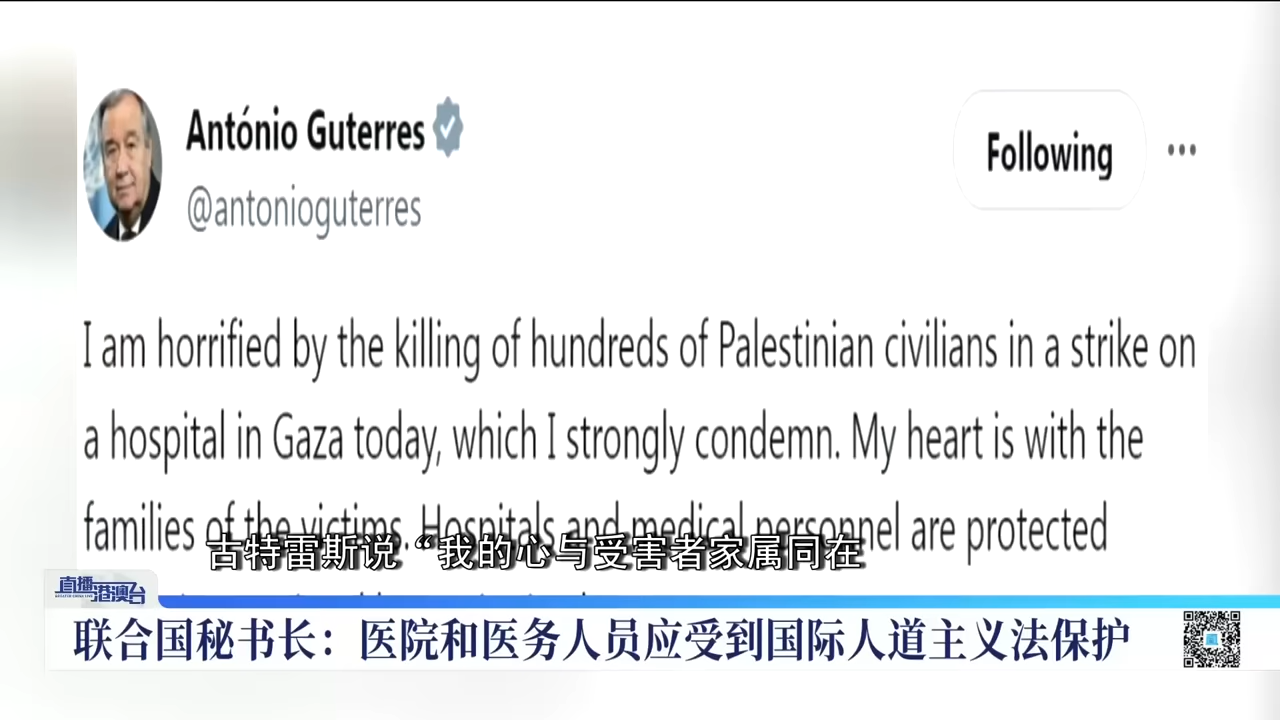 António Guterres
@antonioguterres
Following
I am horrified by the killing of hundreds of Palestinian civilians in a strike on
a hospital in Gaza today, which I strongly condemn. My heart is with the
families of the victims. Hospitals and medical personnel are protected
古特雷斯说“我的心与受害者家属同在
直播港澳台
联合国秘书长：医院和医务人员应受到国际人道主义法保护